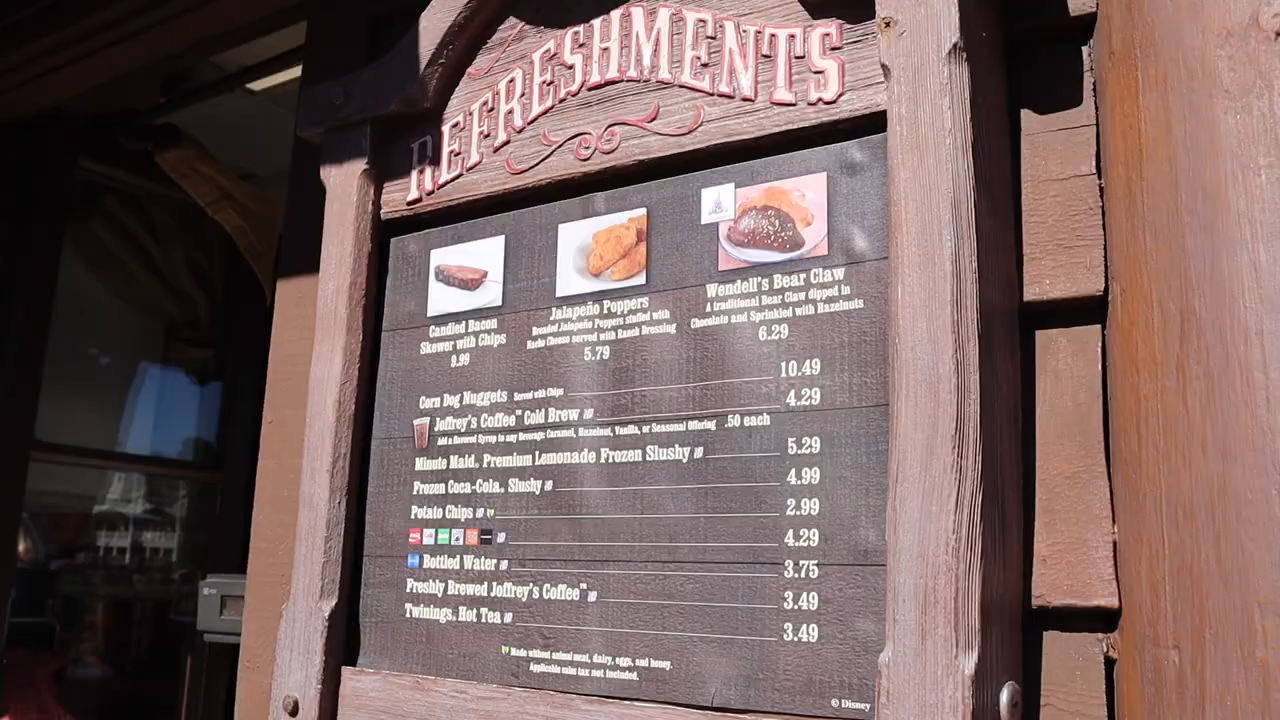 REFRESHMENTS
Candied Bacon
Skewer with Chips
9.99
Jalapeño Poppers
Breaded Jalapeño Poppers stuffed with
Nacho Cheese served with Ranch Dressing
5.79
Wendell's Bear Claw
A traditional Bear Claw dipped in
Chocolate and Sprinkled with Hazelnuts
6.29
Corn Dog Nuggets Served with Chips 10.49
Joffrey's Coffee™ Cold Brew 4.29
Add a flavored Syrup to any Beverage: Caramel, Hazelnut, Vanilla, or Seasonal Offering .50 each
Minute Maid® Premium Lemonade Frozen Slushy 5.29
Frozen Coca-Cola® Slushy 4.99
Potato Chips 2.99
4.29
Bottled Water 3.75
Freshly Brewed Joffrey's Coffee™ 3.49
Twinings® Hot Tea 3.49
Made without animal meat, dairy, eggs, and honey.
Applicable sales tax not included.
© Disney